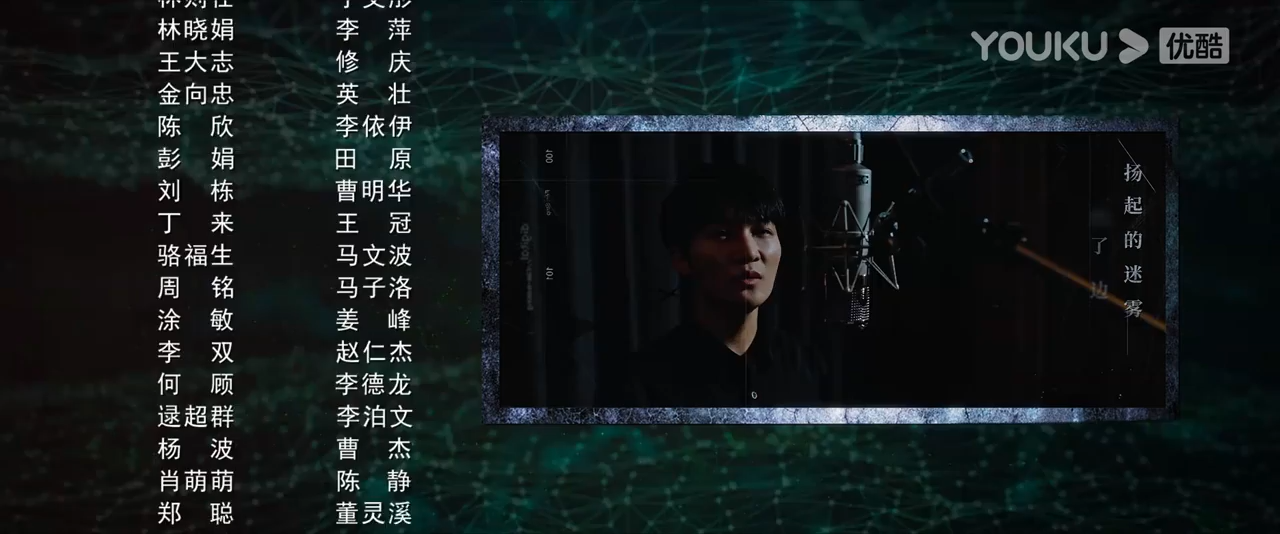 林晓娟 李 萍
王大志 修 庆
金向忠 英 壮
陈 欣 李依伊
彭 娟 田 原
刘 栋 曹明华
丁 来 王 冠
骆福生 马文波
周 铭 马子洛
涂 敏 姜 峰
李 双 赵仁杰
何 顾 李德龙
逯超群 李泊文
杨 波 曹 杰
肖萌萌 陈 静
郑 聪 董灵溪
YOUKU 优酷
扬起的迷雾
了 边
001
101